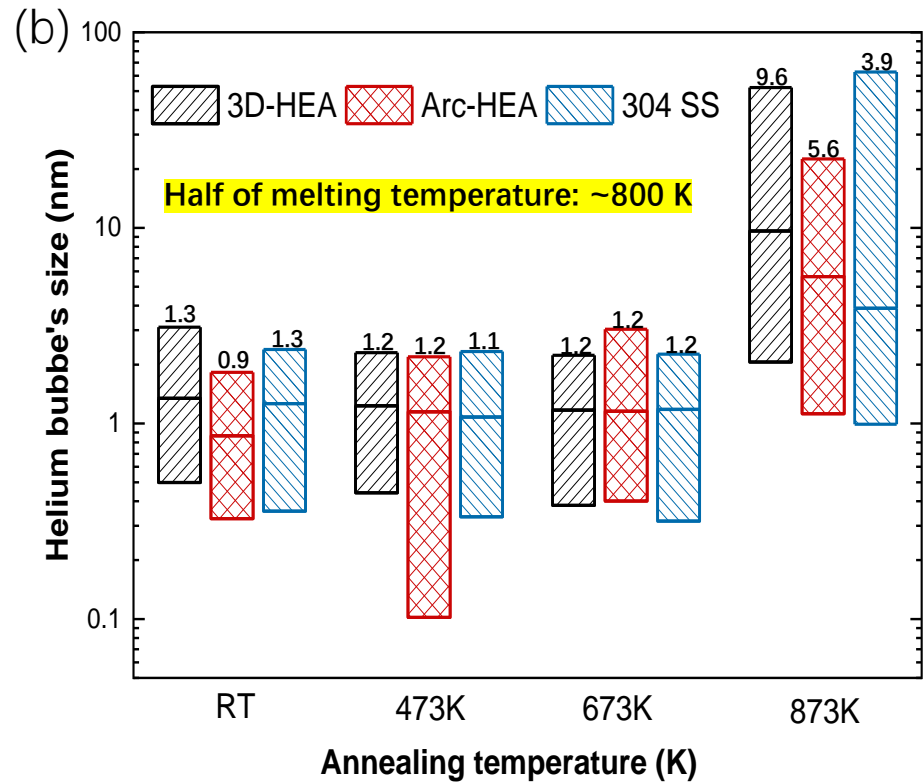 (b)
100
10
1
0.1
Helium bubbe's size (nm)
3D-HEA Arc-HEA 304 SS
Half of melting temperature: ~800 K
1.3 0.9 1.3
1.2 1.2 1.1
1.2 1.2 1.2
9.6 5.6 3.9
RT 473K 673K 873K
Annealing temperature (K)